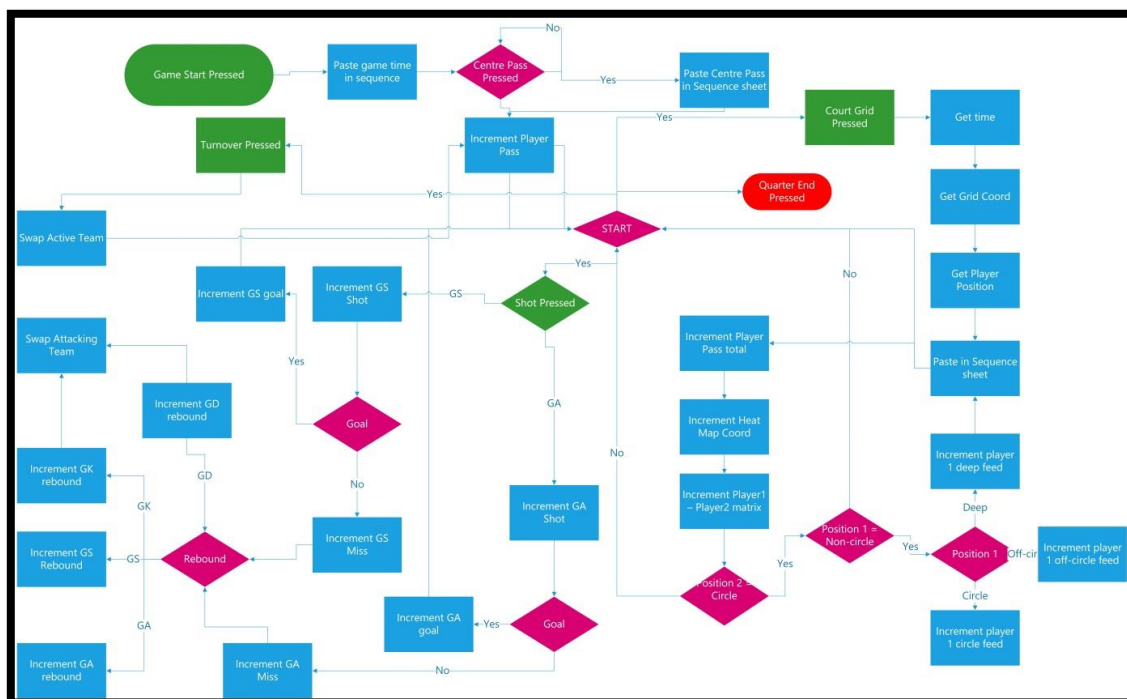 No
Game Start Pressed
Paste game time
in sequence
Centre Pass
Pressed
Yes
Paste Centre Pass
in Sequence sheet
Court Grid
Pressed
Get time
Turnover Pressed
Increment Player
Pass
Yes
Yes
Quarter End
Pressed
Get Grid Coord
Swap Active Team
START
Increment GS goal
Increment GS
Shot
GS
Yes
Shot Pressed
No
Get Player
Position
Swap Attacking
Team
Yes
Increment Player
Pass total
Paste in Sequence
sheet
Increment GD
rebound
Goal
GA
Increment Heat
Map Coord
Increment GK
rebound
GD
No
No
Increment player
1 deep feed
GK
Increment GA
Shot
Increment Player1
– Player2 matrix
Deep
Increment GS
Rebound
GS
Rebound
Increment GS
Miss
Position 1 =
Non-circle
Yes
Position 1
Off-cir
Increment player
1 off-circle feed
Yes
Position 2 =
Circle
Circle
GA
Increment GA
goal
Yes
Goal
Increment player
1 circle feed
Increment GA
rebound
Increment GA
Miss
No